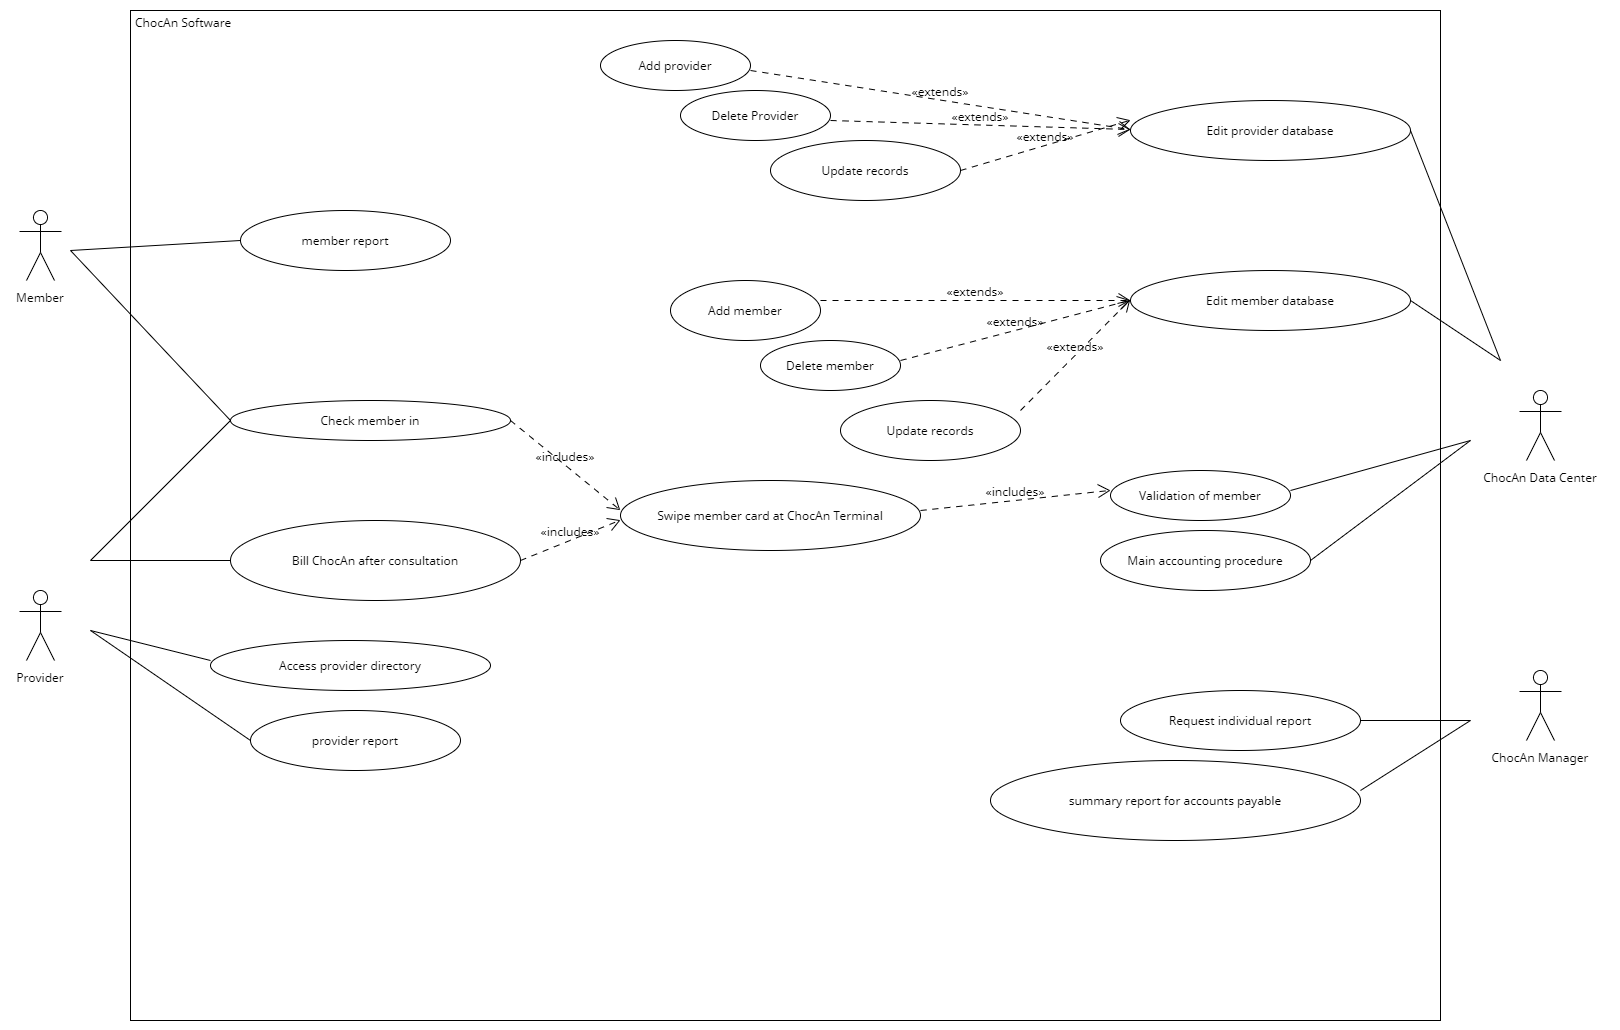 ChocAn Software
Add provider
«extends»
Delete Provider
«extends»
Edit provider database
«extends»
Update records
member report
Member
«extends»
Add member
Edit member database
«extends»
«extends»
Delete member
Check member in
Update records
«includes»
ChocAn Data Center
«includes»
Validation of member
Swipe member card at ChocAn Terminal
«includes»
Bill ChocAn after consultation
Main accounting procedure
Access provider directory
Provider
Request individual report
provider report
ChocAn Manager
summary report for accounts payable